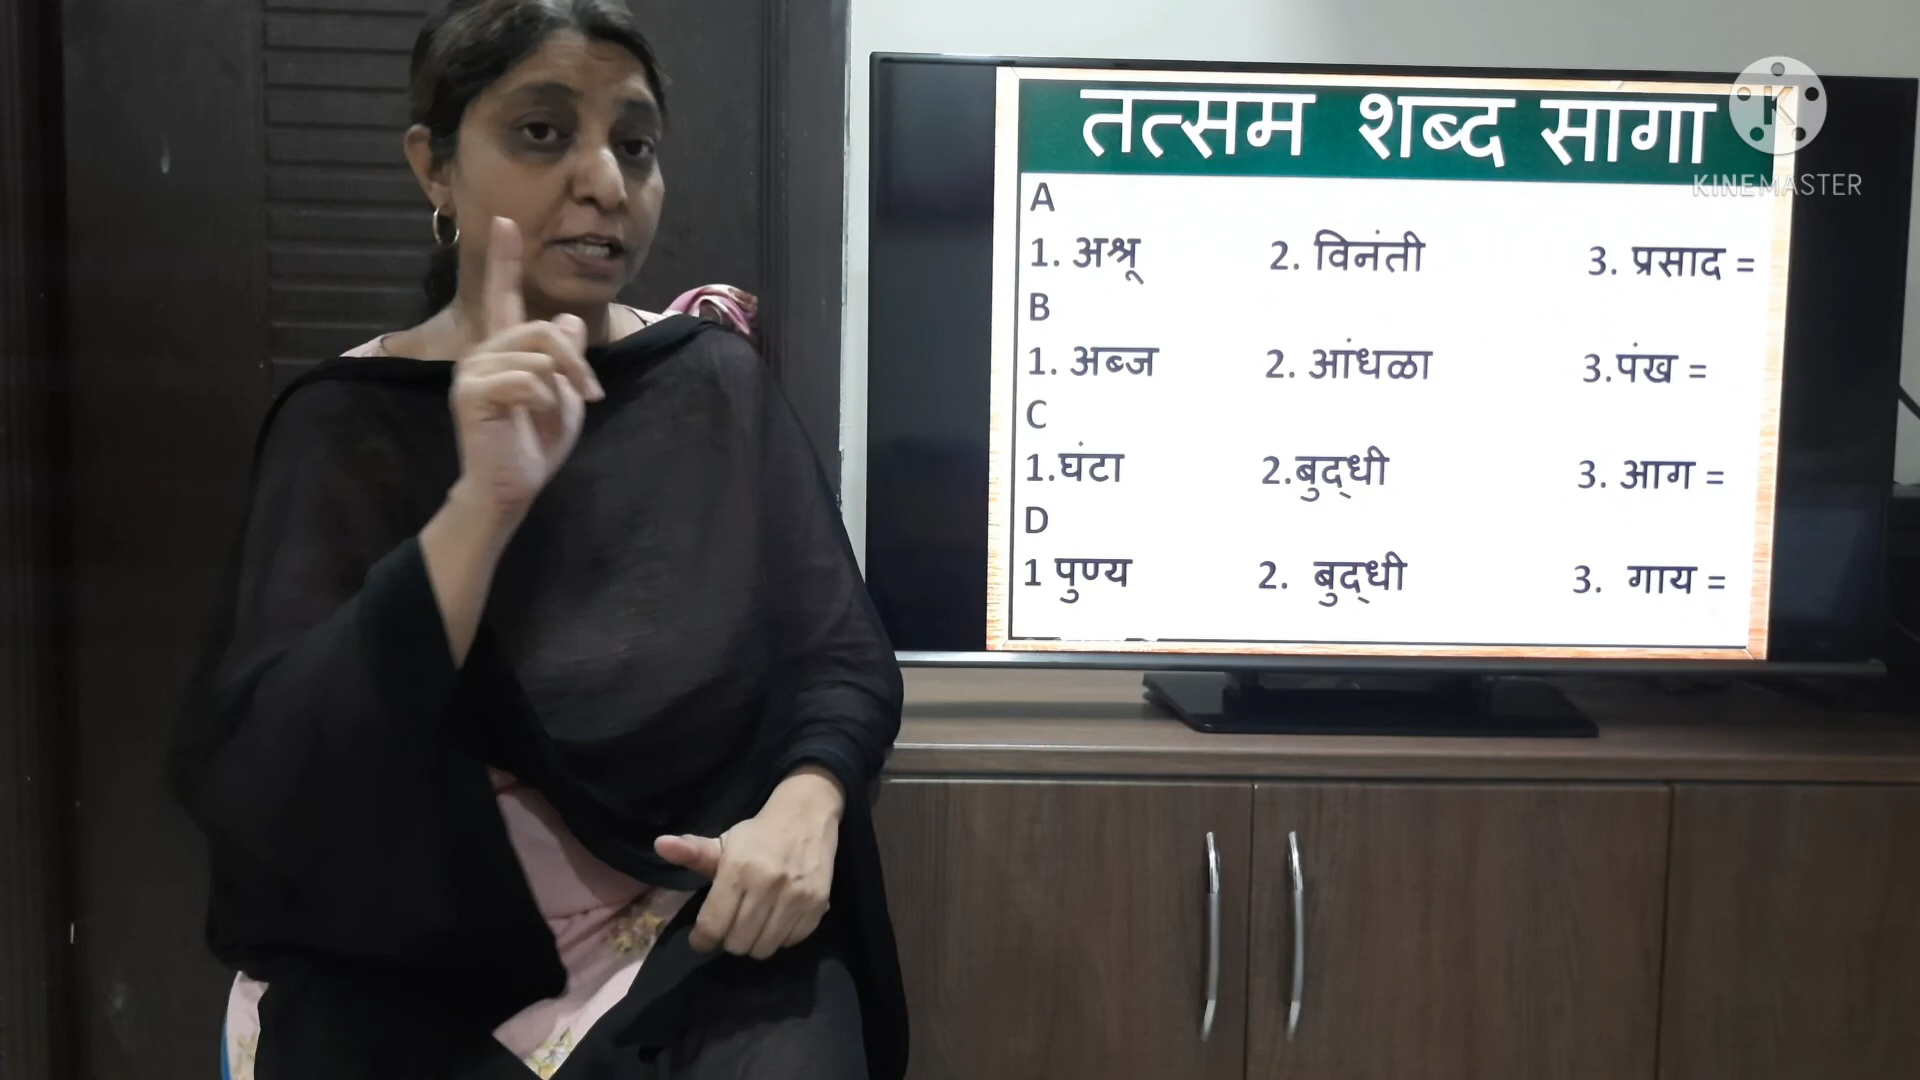 तत्सम शब्द सांगा
KINEMASTER
A
1. अश्रू 2. विनंती 3. प्रसाद =
B
1. अब्ज 2. आंधळा 3.पंख =
C
1.घंटा 2.बुद्‌धी 3. आग =
D
1 पुण्य 2. बुद्‌धी 3. गाय =